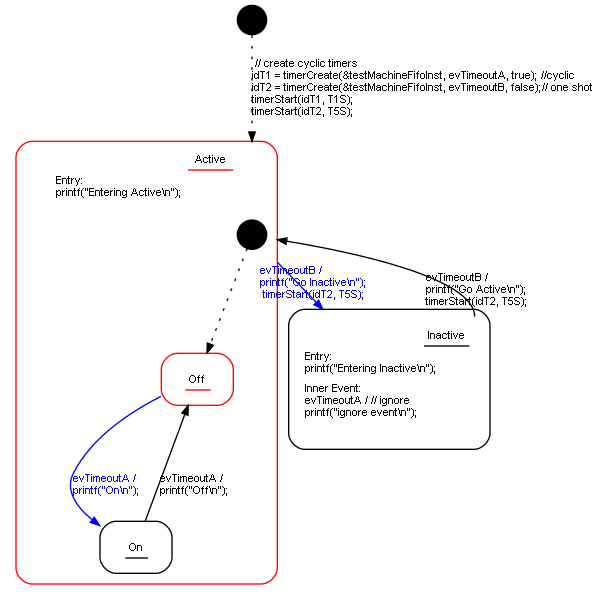 // create cyclic timers
idT1 = timerCreate(&testMachineFifoInst, evTimeoutA, true); //cyclic
idT2 = timerCreate(&testMachineFifoInst, evTimeoutB, false);// one shot
timerStart(idT1, T1S);
timerStart(idT2, T5S);
Active
Entry:
printf("Entering Active\n");
evTimeoutB /
printf("Go Inactive\n");
timerStart(idT2, T5S);
evTimeoutB /
printf("Go Active\n");
timerStart(idT2, T5S);
Inactive
Entry:
printf("Entering Inactive\n");
Inner Event:
evTimeoutA / // ignore
printf("ignore event\n");
Off
evTimeoutA /
printf("On\n");
evTimeoutA /
printf("Off\n");
On